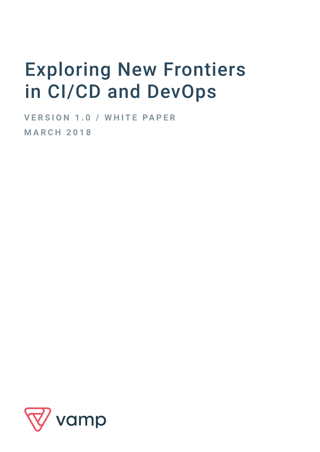 Exploring New Frontiers
in CI/CD and DevOps
VERSION 1.0 / WHITE PAPER
MARCH 2018
vamp